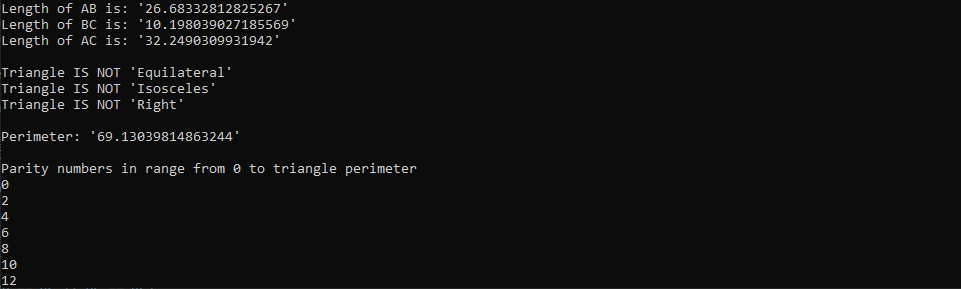 Length of AB is: '26.68332812825267'
Length of BC is: '10.198039027185569'
Length of AC is: '32.2490309931942'
Triangle IS NOT 'Equilateral'
Triangle IS NOT 'Isosceles'
Triangle IS NOT 'Right'
Perimeter: '69.13039814863244'
Parity numbers in range from 0 to triangle perimeter
0
2
4
6
8
10
12